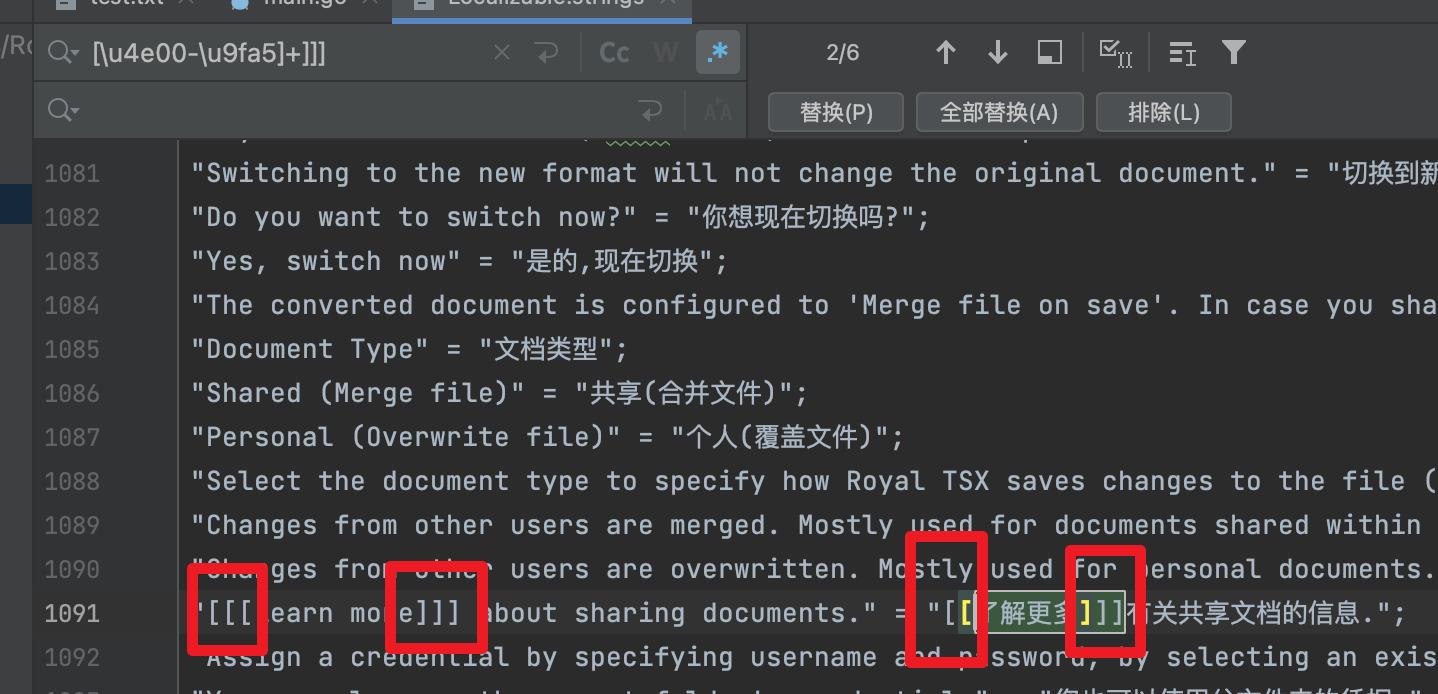 test.txt
main.go
Localizable.strings
/Ro
[\u4e00-\u9fa5]+]]]
Cc
W
.*
2/6
替换(P)
全部替换(A)
排除(L)
1081 "Switching to the new format will not change the original document." = "切换到新
1082 "Do you want to switch now?" = "你想现在切换吗?";
1083 "Yes, switch now" = "是的,现在切换";
1084 "The converted document is configured to 'Merge file on save'. In case you sha
1085 "Document Type" = "文档类型";
1086 "Shared (Merge file)" = "共享(合并文件)";
1087 "Personal (Overwrite file)" = "个人(覆盖文件)";
1088 "Select the document type to specify how Royal TSX saves changes to the file (
1089 "Changes from other users are merged. Mostly used for documents shared within
1090 "Changes from other users are overwritten. Mostly used for personal documents.
1091 "[[[Learn more]]] about sharing documents." = "[[了解更多]]]有关共享文档的信息.";
1092 "Assign a credential by specifying username and password, by selecting an exis